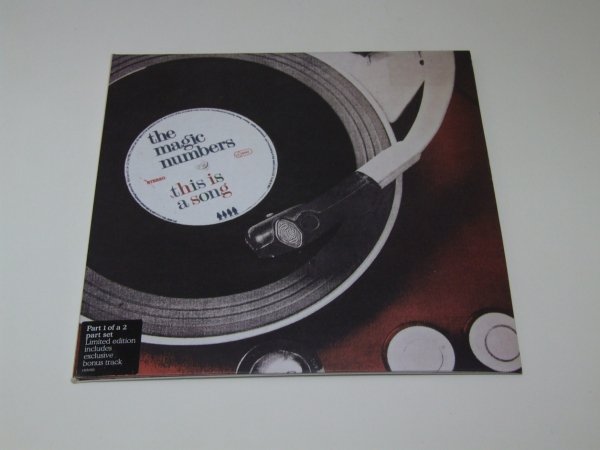 the
magic
numbers
STEREO
this is
a song
Part 1 of a 2
part set
Limited edition
includes
exclusive
bonus track